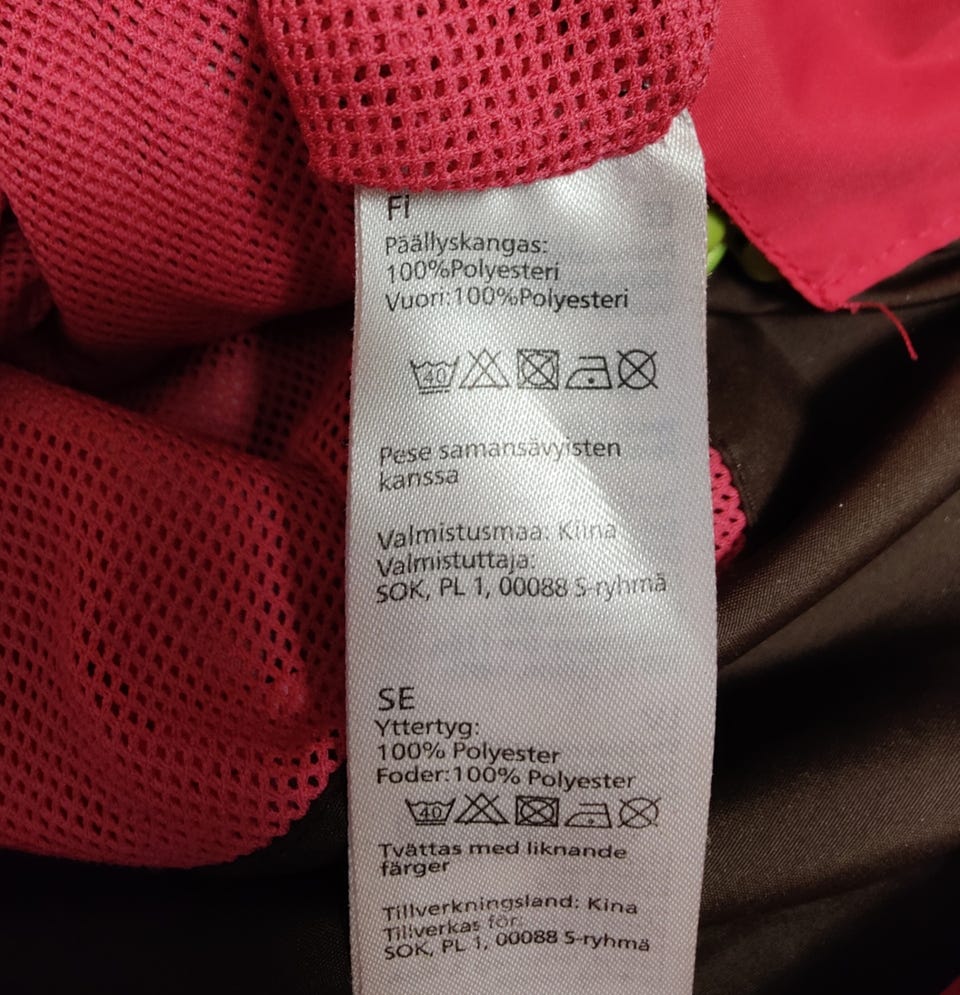 Fi
Päällyskangas:
100%Polyesteri
Vuori:100%Polyesteri
40
Pese samansävyisten
kanssa
Valmistusmaa: Kiina
Valmistuttaja:
SOK, PL 1, 00088 S-ryhmä
SE
Yttertyg:
100% Polyester
Foder:100% Polyester
40
Tvättas med liknande
färger
Tillverkningsland: Kina
Tillverkas för:
SOK, PL 1, 00088 S-ryhmä